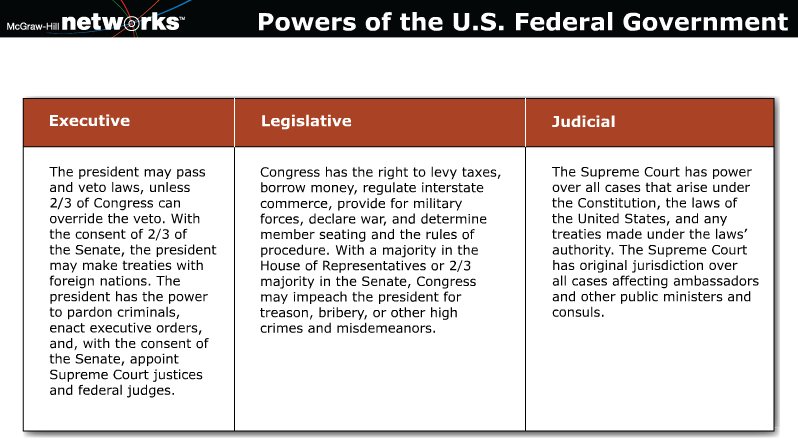 McGraw-Hill networks™
Powers of the U.S. Federal Government
Executive
The president may pass
and veto laws, unless
2/3 of Congress can
override the veto. With
the consent of 2/3 of
the Senate, the president
may make treaties with
foreign nations. The
president has the power
to pardon criminals,
enact executive orders,
and, with the consent of
the Senate, appoint
Supreme Court justices
and federal judges.
Legislative
Congress has the right to levy taxes,
borrow money, regulate interstate
commerce, provide for military
forces, declare war, and determine
member seating and the rules of
procedure. With a majority in the
House of Representatives or 2/3
majority in the Senate, Congress
may impeach the president for
treason, bribery, or other high
crimes and misdemeanors.
Judicial
The Supreme Court has power
over all cases that arise under
the Constitution, the laws of
the United States, and any
treaties made under the laws’
authority. The Supreme Court
has original jurisdiction over
all cases affecting ambassadors
and other public ministers and
consuls.